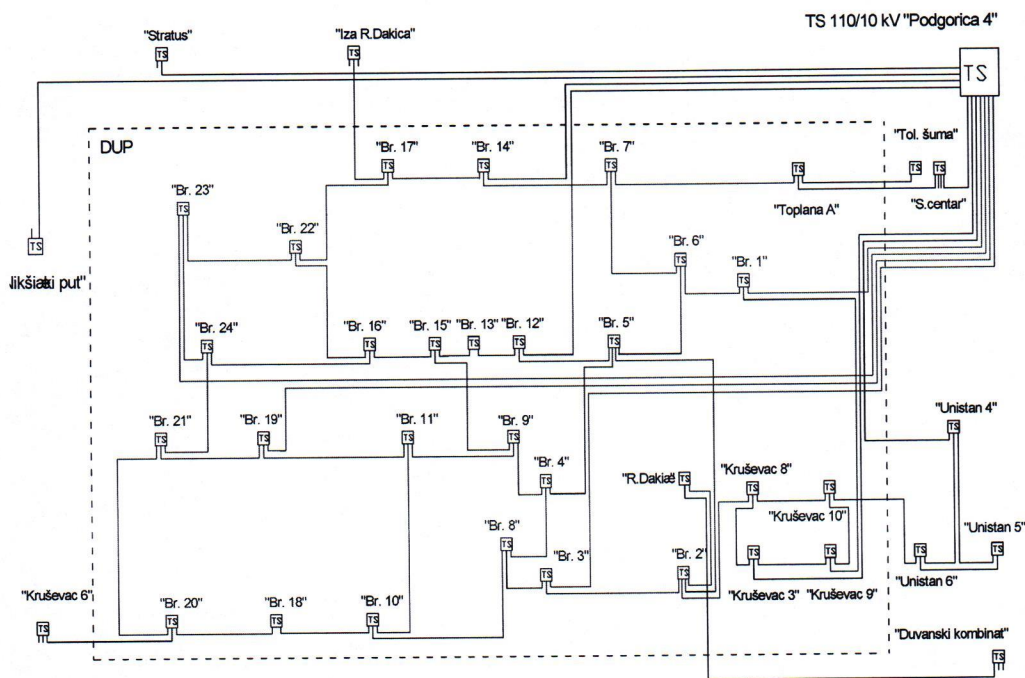 TS 110/10 kV "Podgorica 4"
"Stratus"
TS
"Iza R.Dakica"
TS
TS
DUP
"Br. 17"
TS
"Br. 14"
TS
"Br. 7"
TS
"Tol. šuma"
TS
TS
"S.centar"
TS
"Toplana A"
"Br. 23"
TS
"Br. 22"
TS
"Br. 6"
TS
"Br. 1"
TS
TS
put"
"Br. 24"
TS
"Br. 16"
TS
"Br. 15"
TS
"Br. 13"
TS
"Br. 12"
TS
"Br. 5"
TS
"Br. 21"
TS
"Br. 19"
TS
"Br. 11"
TS
"Br. 9"
TS
"Unistan 4"
TS
"Br. 4"
TS
TS
"Kruševac 8"
TS
TS
"Kruševac 10"
"Br. 8"
TS
"Br. 3"
TS
"Br. 2"
TS
TS
"Kruševac 3"
TS
"Kruševac 9"
TS
"Unistan 6"
"Unistan 5"
TS
"Kruševac 6"
TS
"Br. 20"
TS
"Br. 18"
TS
"Br. 10"
TS
"Duvanski kombinat"
TS